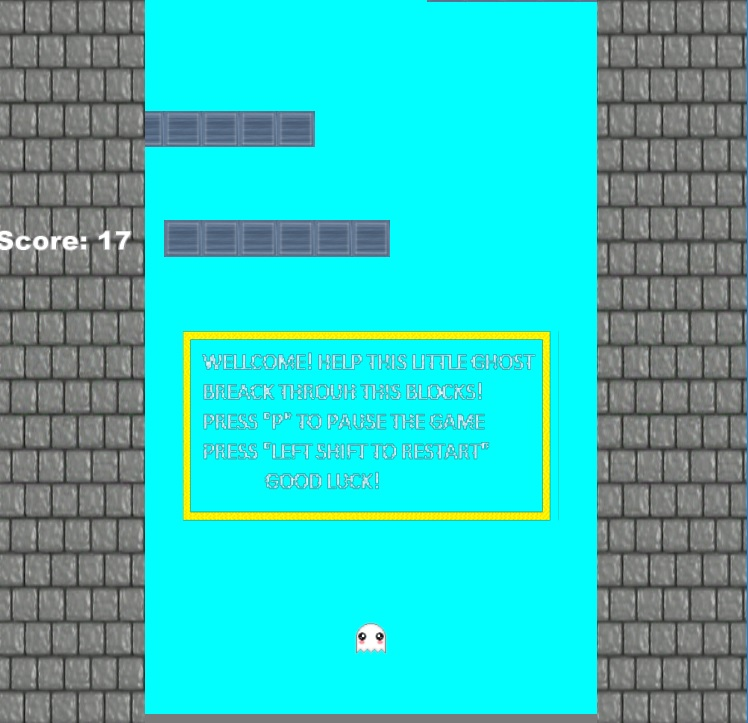 Score: 17
WELLCOME! HELP THIS LITTLE GHOST
BREACK THROUH THIS BLOCKS!
PRESS "P" TO PAUSE THE GAME
PRESS "LEFT SHIFT TO RESTART"
GOOD LUCK!